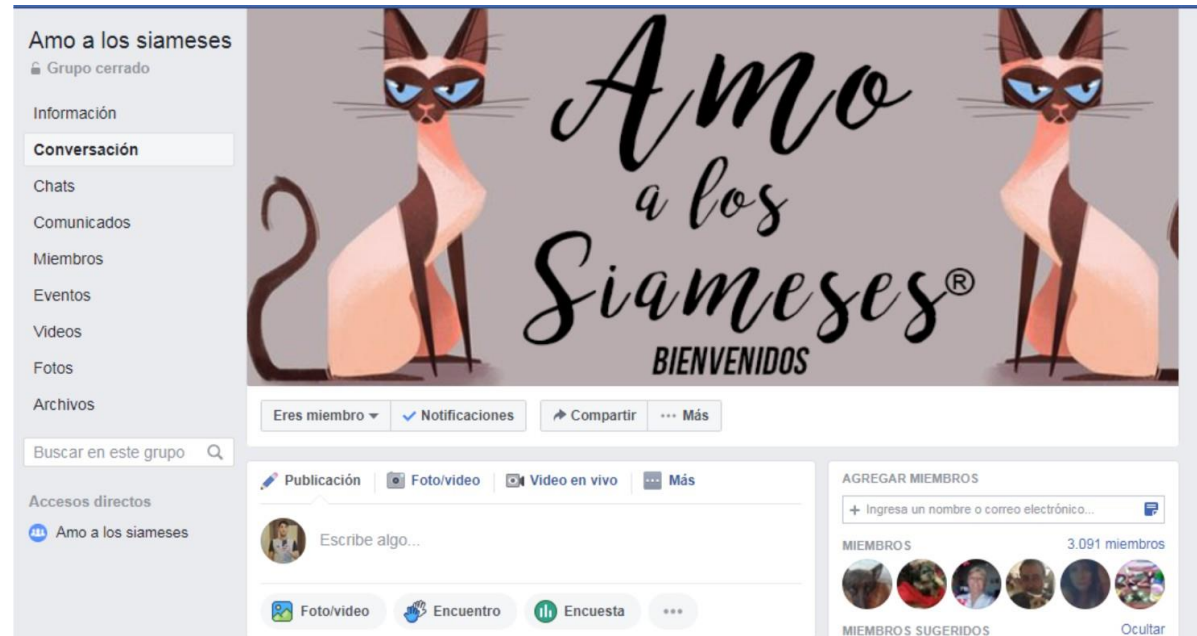 Amo a los siameses
Grupo cerrado
Información
Conversación
Chats
Comunicados
Miembros
Eventos
Videos
Fotos
Archivos
Buscar en este grupo
Accesos directos
Amo a los siameses
Amo
a los
Siameses®
BIENVENIDOS
Eres miembro Notificaciones Compartir ··· Más
Publicación Foto/video Video en vivo Más
Escribe algo...
Foto/video Encuentro Encuesta
AGREGAR MIEMBROS
+ Ingresa un nombre o correo electrónico...
MIEMBROS 3.091 miembros
MIEMBROS SUGERIDOS Ocultar